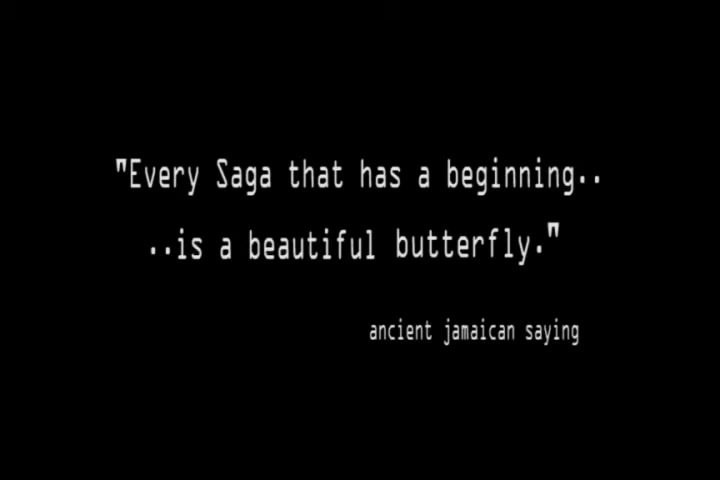 "Every Saga that has a beginning..
..is a beautiful butterfly."
ancient jamaican saying